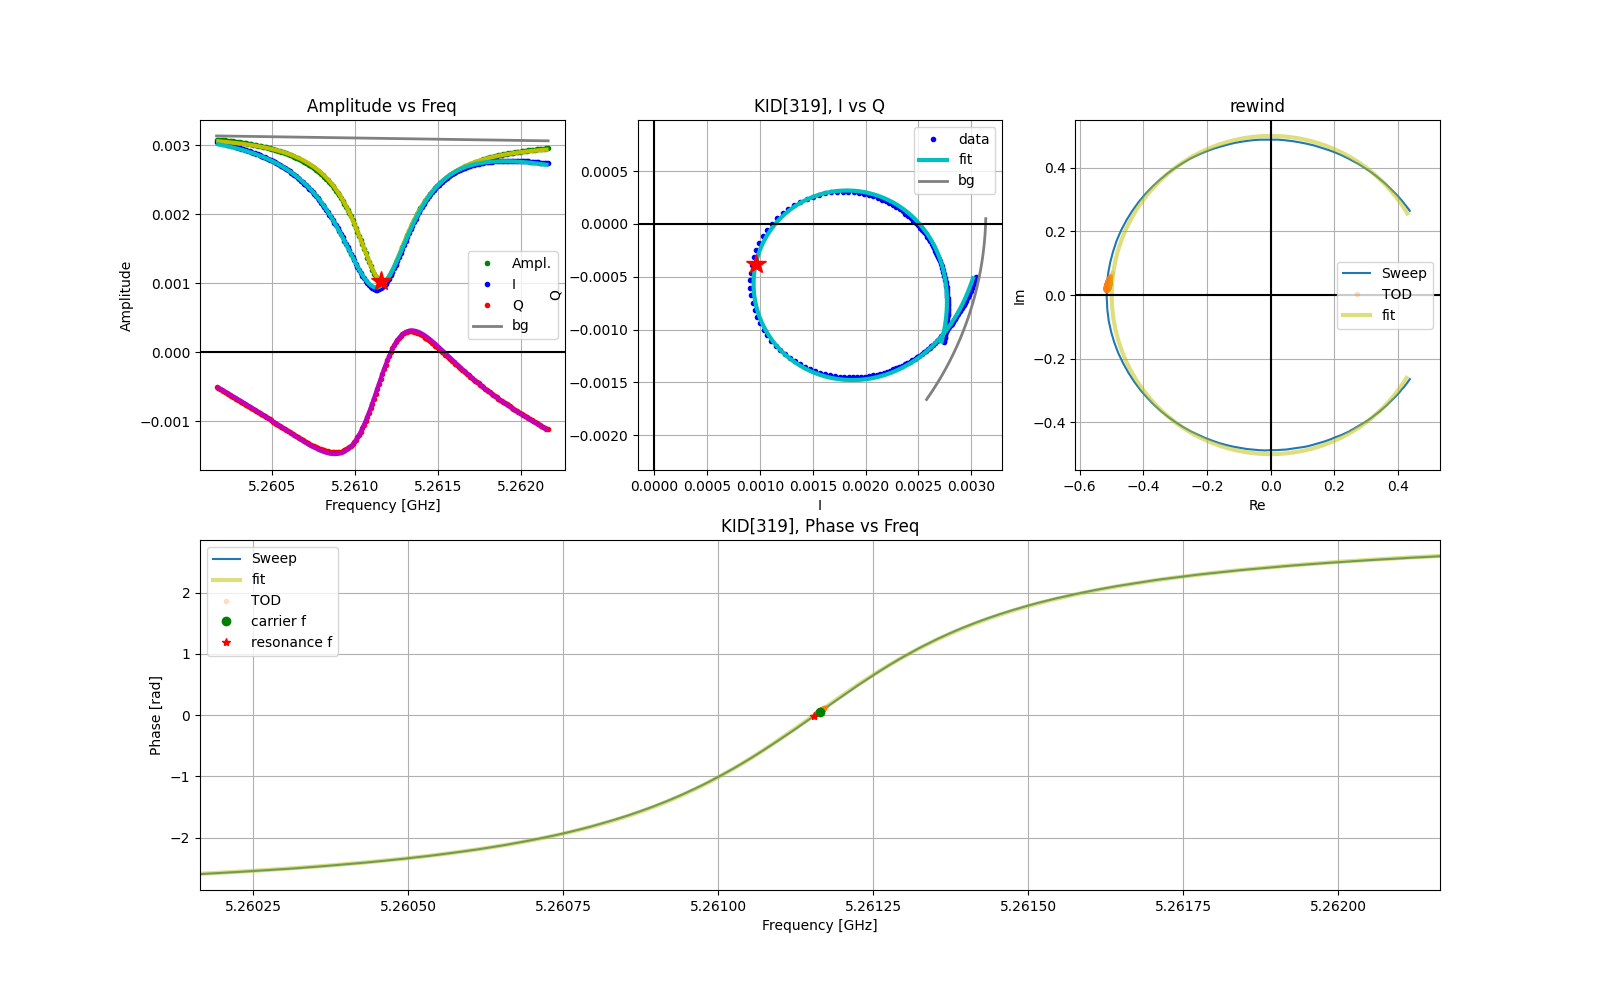 Amplitude vs Freq
Amplitude
0.003
0.002
0.001
0.000
−0.001
Ampl.
I
Q
bg
5.2605
5.2610
5.2615
5.2620
Frequency [GHz]
KID[319], I vs Q
Q
0.0005
0.0000
−0.0005
−0.0010
−0.0015
−0.0020
data
fit
bg
0.0000
0.0005
0.0010
0.0015
0.0020
0.0025
0.0030
I
rewind
Im
0.4
0.2
0.0
−0.2
−0.4
Sweep
TOD
fit
−0.6
−0.4
−0.2
0.0
0.2
0.4
Re
KID[319], Phase vs Freq
Phase [rad]
2
1
0
−1
−2
Sweep
fit
TOD
carrier f
resonance f
5.26025
5.26050
5.26075
5.26100
5.26125
5.26150
5.26175
5.26200
Frequency [GHz]